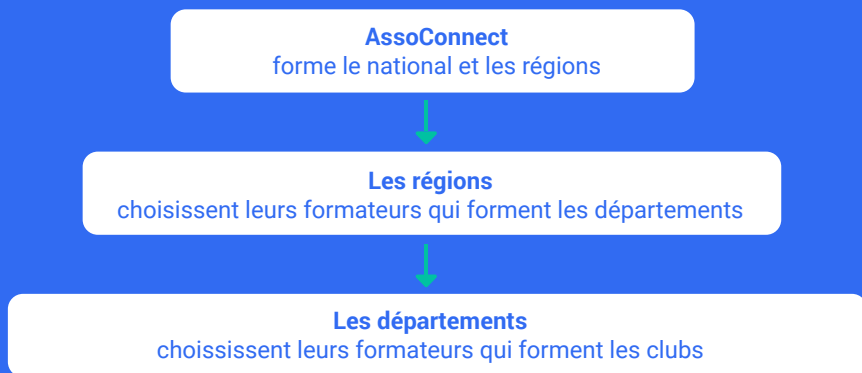 AssoConnect
forme le national et les régions
Les régions
choisissent leurs formateurs qui forment les départements
Les départements
choississent leurs formateurs qui forment les clubs